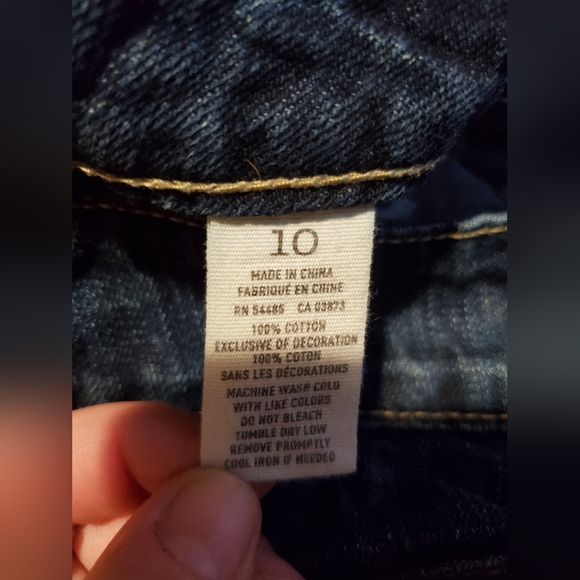 10
MADE IN CHINA
FABRIQUÉ EN CHINE
RN 54485 CA 03873
100% COTTON
EXCLUSIVE OF DECORATION
100% COTON
SANS LES DÉCORATIONS
MACHINE WASH COLD
WITH LIKE COLORS
DO NOT BLEACH
TUMBLE DRY LOW
REMOVE PROMPTLY
COOL IRON IF NEEDED